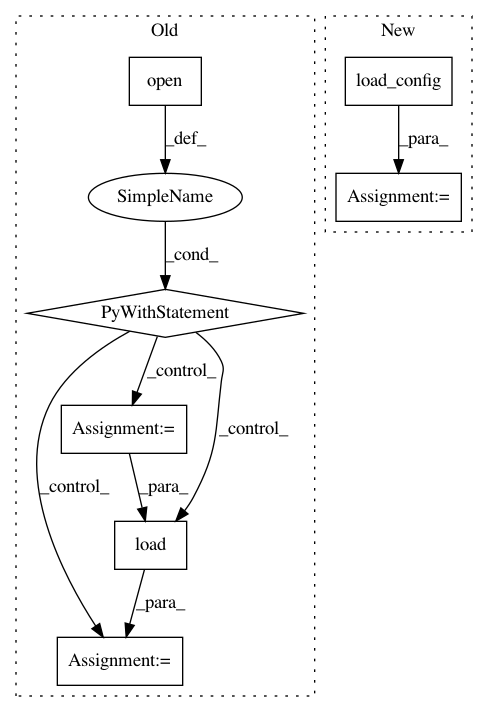 Old
New
open
load_config
_def_
_para_
SimpleName
Assignment:=
_cond_
PyWithStatement
_control_
_control_
Assignment:=
_control_
_para_
load
_para_
Assignment:=